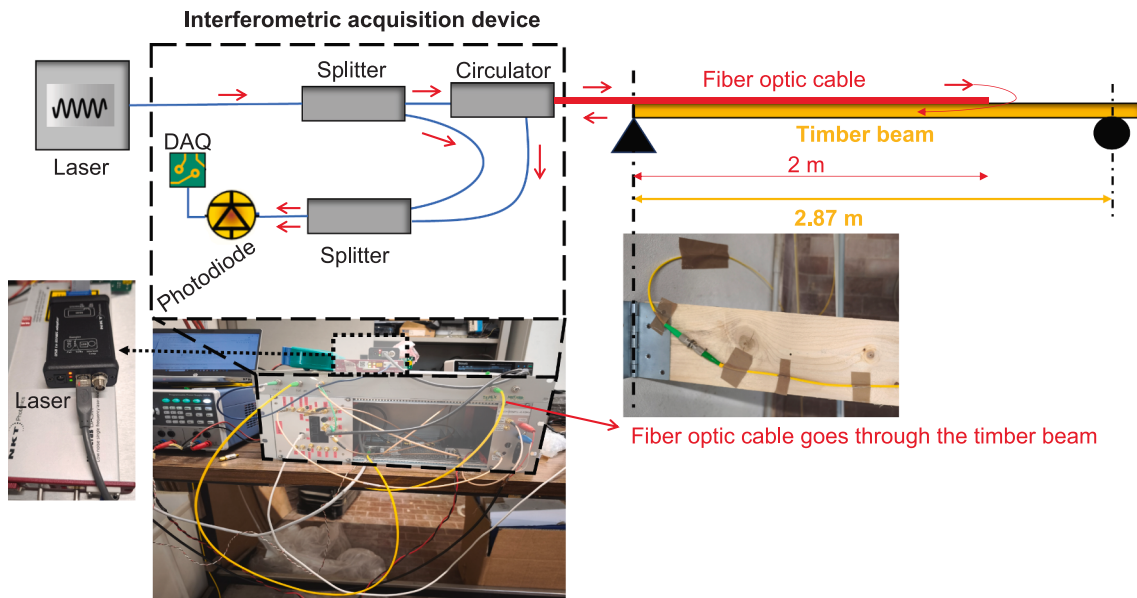 Interferometric acquisition device
Splitter
Circulator
Fiber optic cable
Laser
DAQ
Timber beam
2 m
2.87 m
Splitter
Photodiode
Laser
NKT
Fiber optic cable goes through the timber beam